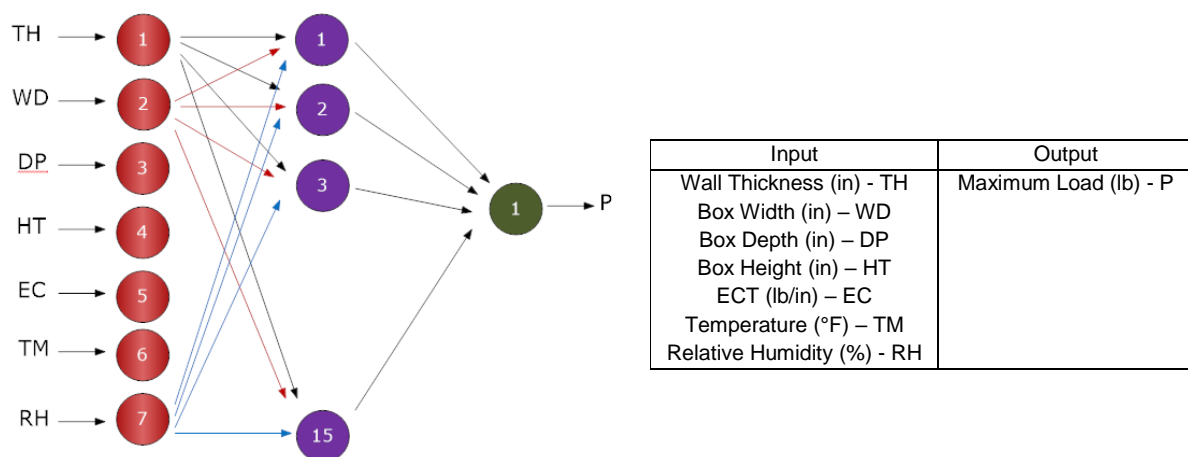 TH 1 1
WD 2 2
DP 3 3
HT 4 1 P
EC 5
TM 6
RH 7 15
Input Output
Wall Thickness (in) - TH Maximum Load (lb) - P
Box Width (in) – WD
Box Depth (in) – DP
Box Height (in) – HT
ECT (lb/in) – EC
Temperature (°F) – TM
Relative Humidity (%) - RH